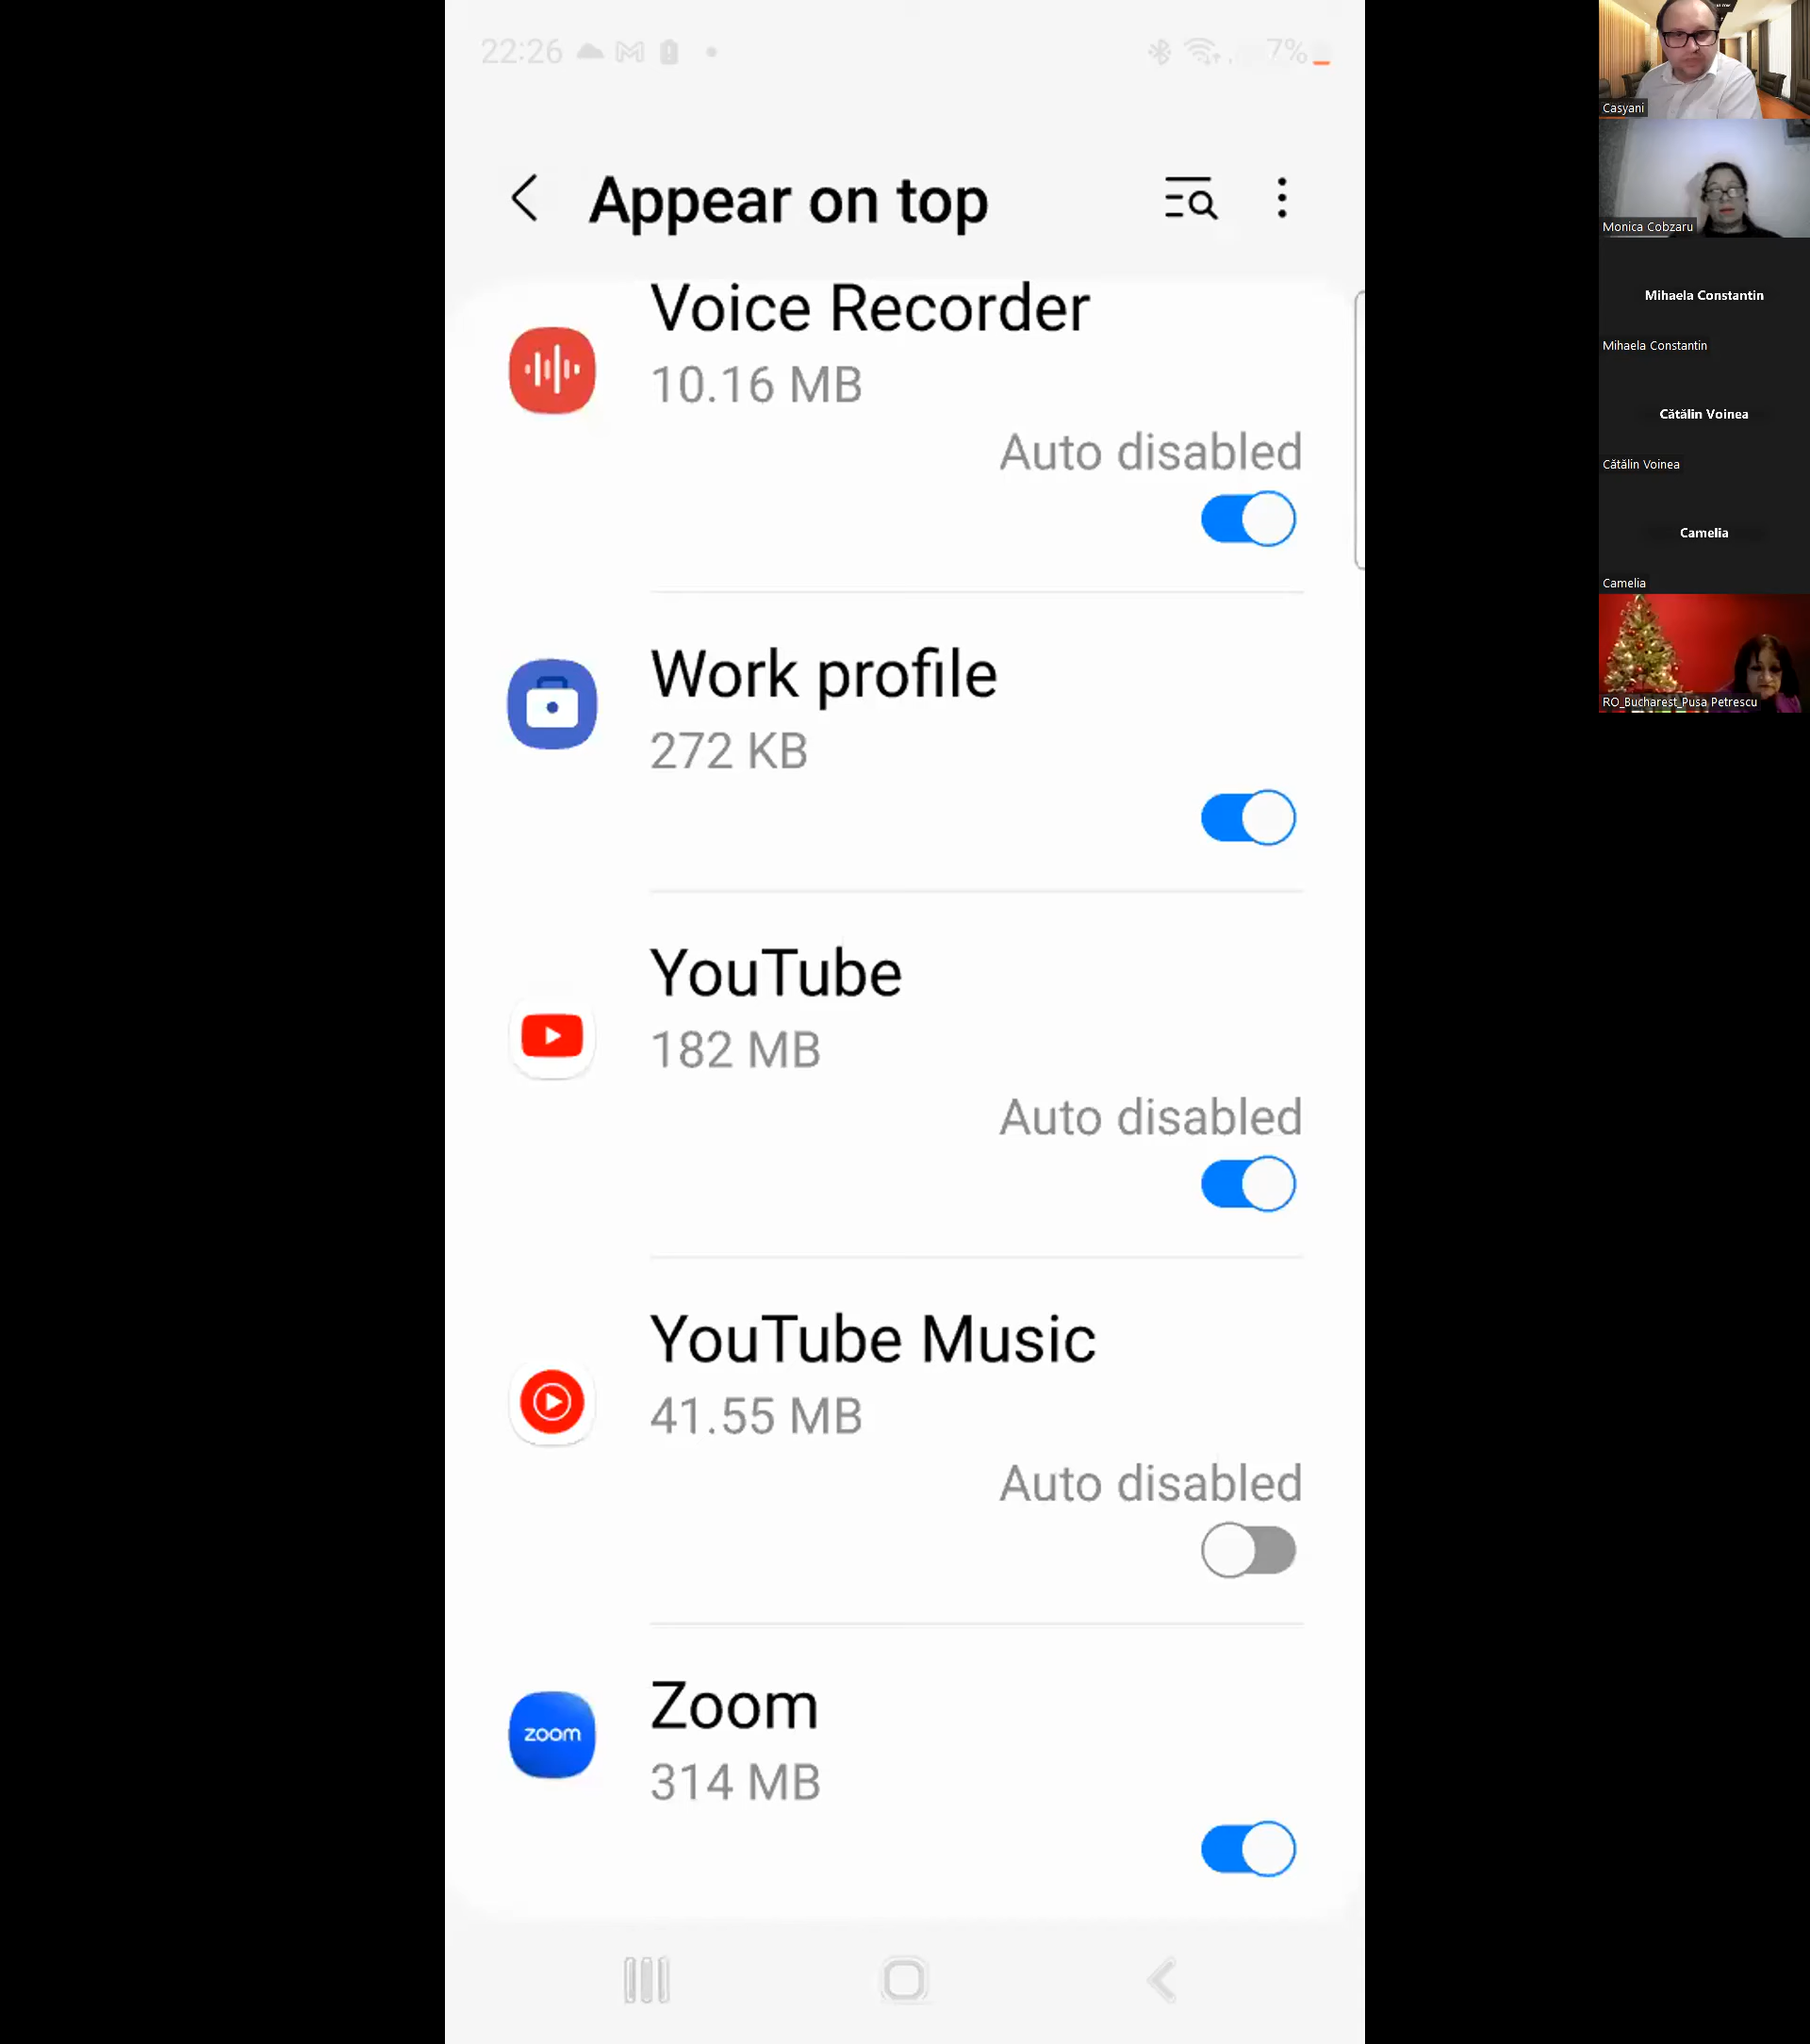 22:26
7%
Appear on top
Voice Recorder
10.16 MB
Auto disabled
Work profile
272 KB
YouTube
182 MB
Auto disabled
YouTube Music
41.55 MB
Auto disabled
zoom
Zoom
314 MB
Casyani
Monica Cobzaru
Mihaela Constantin
Mihaela Constantin
Cătălin Voinea
Cătălin Voinea
Camelia
Camelia
RO_Bucharest_Pusa Petrescu